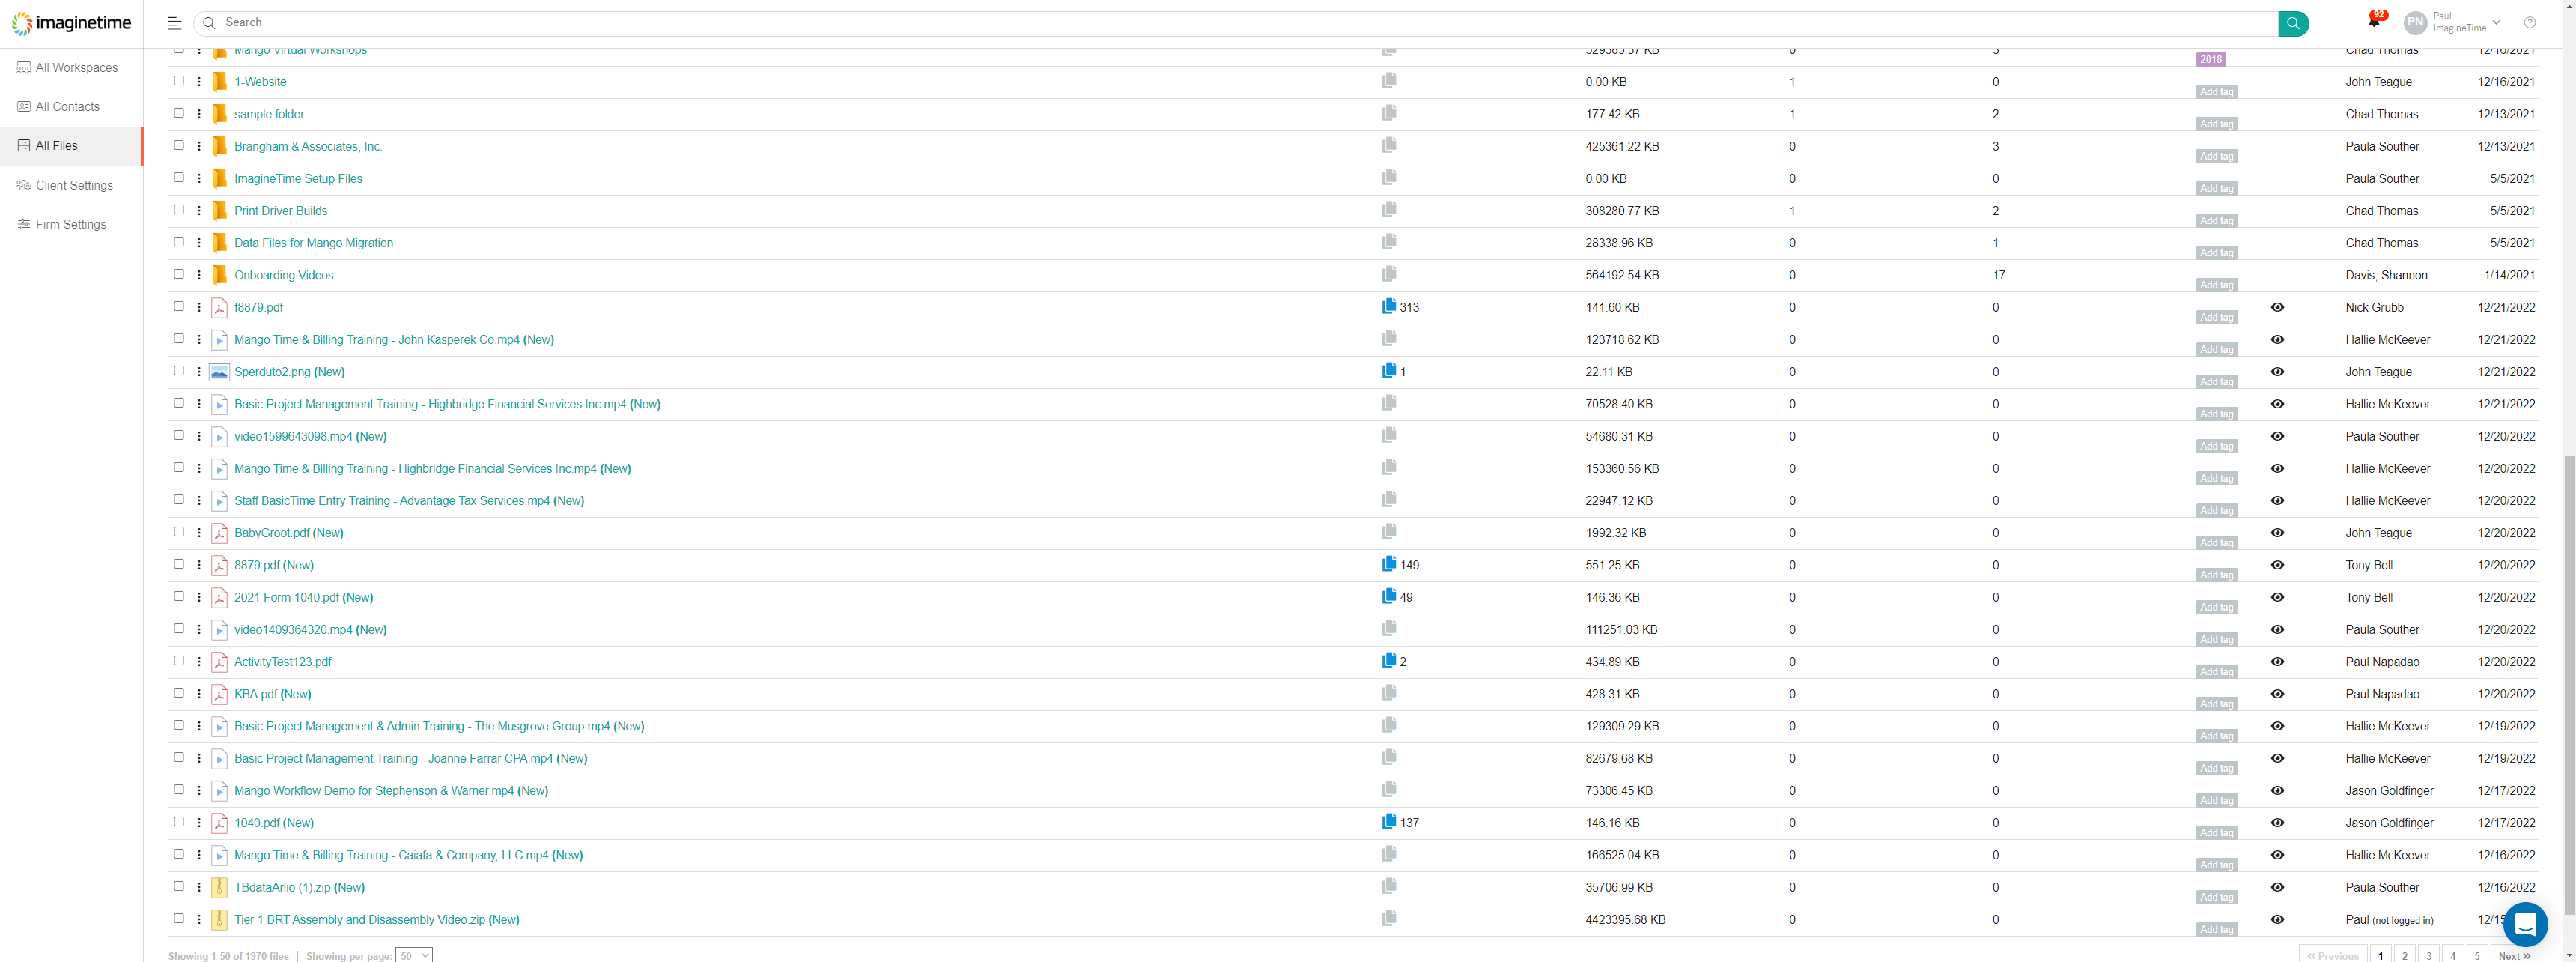 imaginetime
Search
92
PN
Paul
ImagineTime
All Workspaces
All Contacts
All Files
Client Settings
Firm Settings
Mango Virtual Workshops 529385.37 KB 0 3 2018 Chad Thomas 12/16/2021
1-Website 0.00 KB 1 0 Add tag John Teague 12/16/2021
sample folder 177.42 KB 1 2 Add tag Chad Thomas 12/13/2021
Brangham & Associates, Inc. 425361.22 KB 0 3 Add tag Paula Souther 12/13/2021
ImagineTime Setup Files 0.00 KB 0 0 Add tag Paula Souther 5/5/2021
Print Driver Builds 308280.77 KB 1 2 Add tag Chad Thomas 5/5/2021
Data Files for Mango Migration 28338.96 KB 0 1 Add tag Chad Thomas 5/5/2021
Onboarding Videos 564192.54 KB 0 17 Add tag Davis, Shannon 1/14/2021
f8879.pdf 313 141.60 KB 0 0 Add tag Nick Grubb 12/21/2022
Mango Time & Billing Training - John Kasperek Co.mp4 (New) 123718.62 KB 0 0 Add tag Hallie McKeever 12/21/2022
Sperduto2.png (New) 1 22.11 KB 0 0 Add tag John Teague 12/21/2022
Basic Project Management Training - Highbridge Financial Services Inc.mp4 (New) 70528.40 KB 0 0 Add tag Hallie McKeever 12/21/2022
video1599643098.mp4 (New) 54680.31 KB 0 0 Add tag Paula Souther 12/20/2022
Mango Time & Billing Training - Highbridge Financial Services Inc.mp4 (New) 153360.56 KB 0 0 Add tag Hallie McKeever 12/20/2022
Staff BasicTime Entry Training - Advantage Tax Services.mp4 (New) 22947.12 KB 0 0 Add tag Hallie McKeever 12/20/2022
BabyGroot.pdf (New) 1992.32 KB 0 0 Add tag John Teague 12/20/2022
8879.pdf (New) 149 551.25 KB 0 0 Add tag Tony Bell 12/20/2022
2021 Form 1040.pdf (New) 49 146.36 KB 0 0 Add tag Tony Bell 12/20/2022
video1409364320.mp4 (New) 111251.03 KB 0 0 Add tag Paula Souther 12/20/2022
ActivityTest123.pdf 2 434.89 KB 0 0 Add tag Paul Napadao 12/20/2022
KBA.pdf (New) 428.31 KB 0 0 Add tag Paul Napadao 12/20/2022
Basic Project Management & Admin Training - The Musgrove Group.mp4 (New) 129309.29 KB 0 0 Add tag Hallie McKeever 12/19/2022
Basic Project Management Training - Joanne Farrar CPA.mp4 (New) 82679.68 KB 0 0 Add tag Hallie McKeever 12/19/2022
Mango Workflow Demo for Stephenson & Warner.mp4 (New) 73306.45 KB 0 0 Add tag Jason Goldfinger 12/17/2022
1040.pdf (New) 137 146.16 KB 0 0 Add tag Jason Goldfinger 12/17/2022
Mango Time & Billing Training - Caiafa & Company, LLC.mp4 (New) 166525.04 KB 0 0 Add tag Hallie McKeever 12/16/2022
TBdataArlio (1).zip (New) 35706.99 KB 0 0 Add tag Paula Souther 12/16/2022
Tier 1 BRT Assembly and Disassembly Video.zip (New) 4423395.68 KB 0 0 Add tag Paul (not logged in) 12/15
Showing 1-50 of 1970 files | Showing per page: 50 « Previous 1 2 3 4 5 Next »